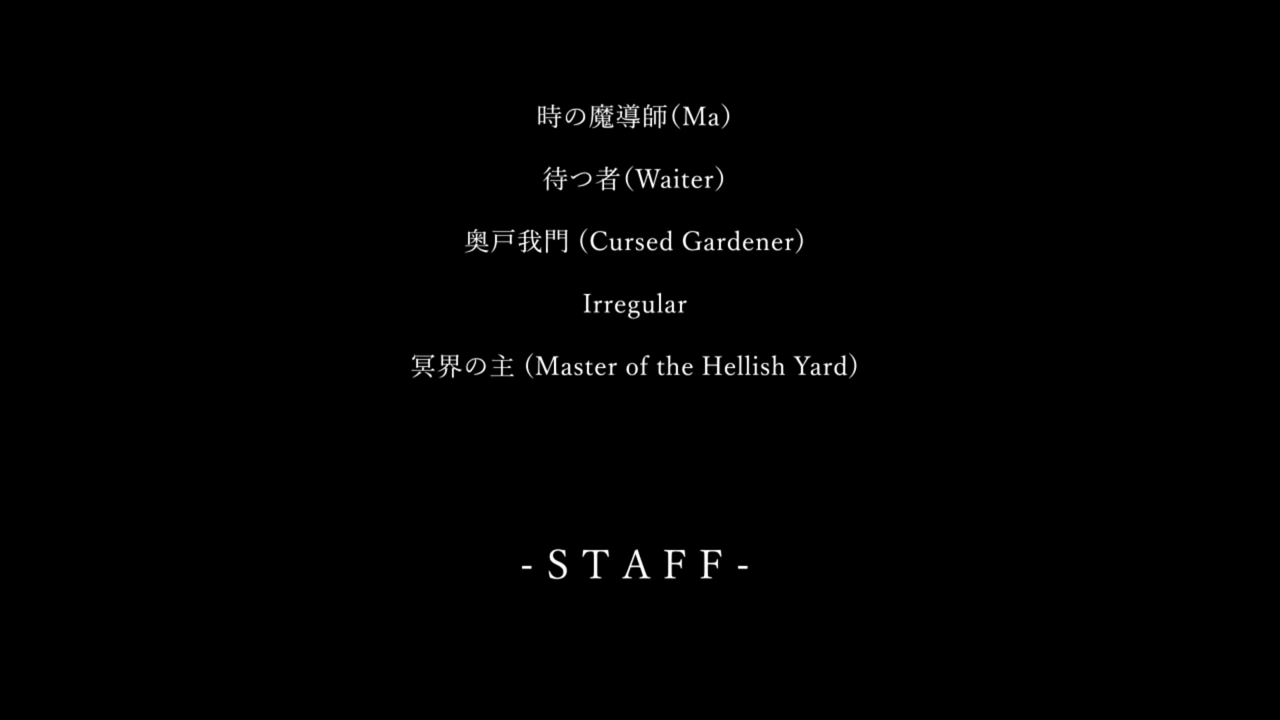 時の魔導師(Ma)
待つ者(Waiter)
奥戸我門 (Cursed Gardener)
Irregular
冥界の主 (Master of the Hellish Yard)
-STAFF-